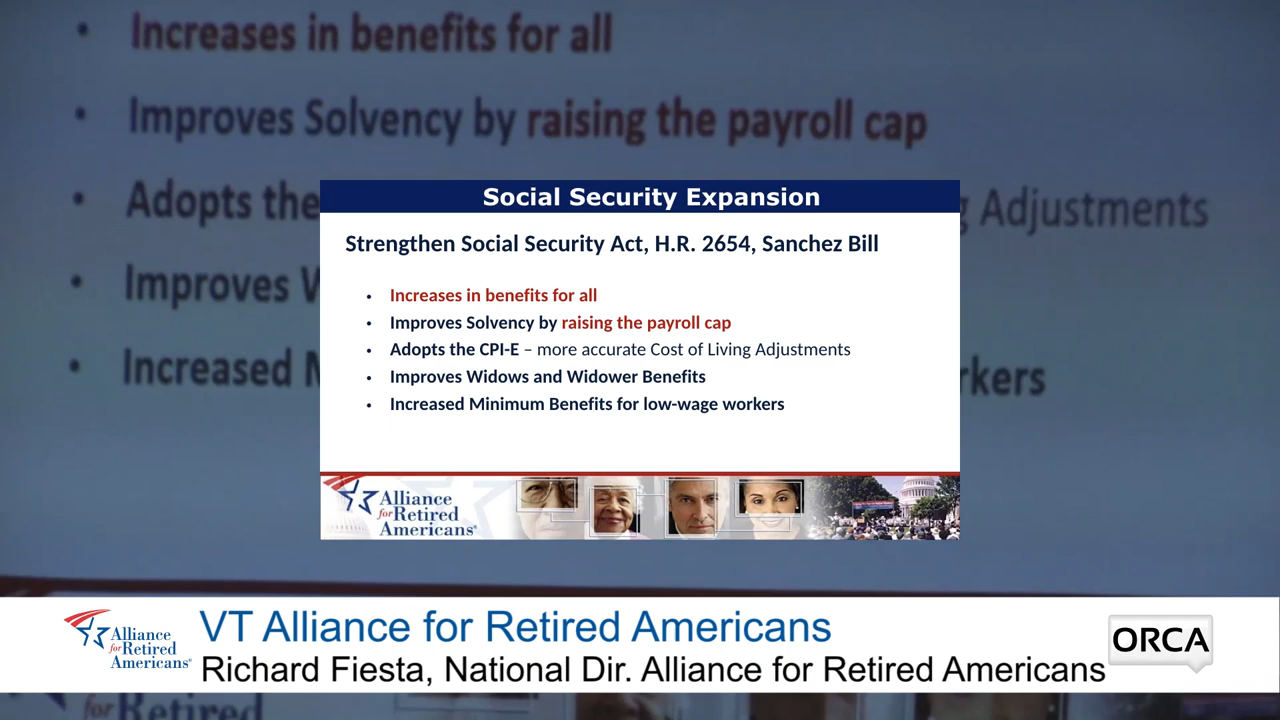 • Increases in benefits for all
• Improves Solvency by raising the payroll cap
• Adopts the
g Adjustments
• Improves W
• Increased M
rkers
Social Security Expansion
Strengthen Social Security Act, H.R. 2654, Sanchez Bill
• Increases in benefits for all
• Improves Solvency by raising the payroll cap
• Adopts the CPI-E – more accurate Cost of Living Adjustments
• Improves Widows and Widower Benefits
• Increased Minimum Benefits for low-wage workers
Alliance
for Retired
Americans®
Alliance
for Retired
Americans®
VT Alliance for Retired Americans
Richard Fiesta, National Dir. Alliance for Retired Americans
ORCA
for Retired